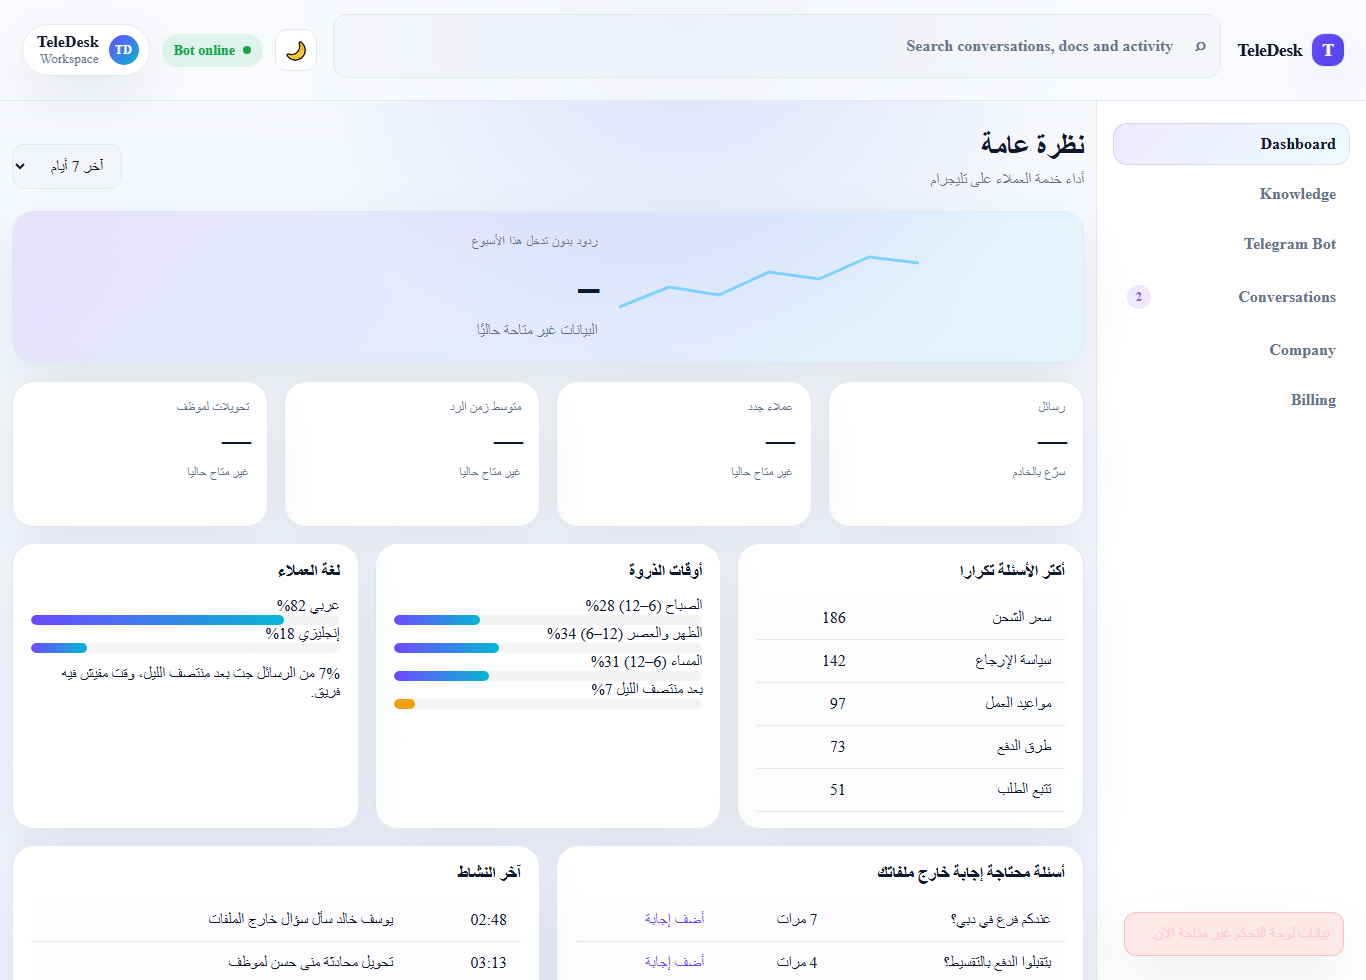 T TeleDesk
Search conversations, docs and activity
Bot online
TD TeleDesk
Workspace
Dashboard
Knowledge
Telegram Bot
Conversations 2
Company
Billing
بيانات لوحة التحكم غير متاحة الآن.
نظرة عامة
أداء خدمة العملاء على تليجرام
آخر 7 أيام
ردود بدون تدخل هذا الأسبوع
—
البيانات غير متاحة حاليًا
رسائل
—
سرّع بالخادم
عملاء جدد
—
غير متاح حاليا
متوسط زمن الرد
—
غير متاح حاليا
تحويلات لموظف
—
غير متاح حاليا
أكثر الأسئلة تكرارا
سعر الشحن 186
سياسة الإرجاع 142
مواعيد العمل 97
طرق الدفع 73
تتبع الطلب 51
أوقات الذروة
الصباح (6–12) 28%
الظهر والعصر (12–6) 34%
المساء (6–12) 31%
بعد منتصف الليل 7%
لغة العملاء
عربي 82%
إنجليزي 18%
7% من الرسائل جت بعد منتصف الليل، وقت مفيش فيه
فريق.
أسئلة محتاجة إجابة خارج ملفاتك
عندكم فرع في دبي؟ 7 مرات أضف إجابة
بتقبلوا الدفع بالتقسيط؟ 4 مرات أضف إجابة
آخر النشاط
02:48 يوسف خالد سأل سؤال خارج الملفات
03:13 تحويل محادثة منى حسن لموظف